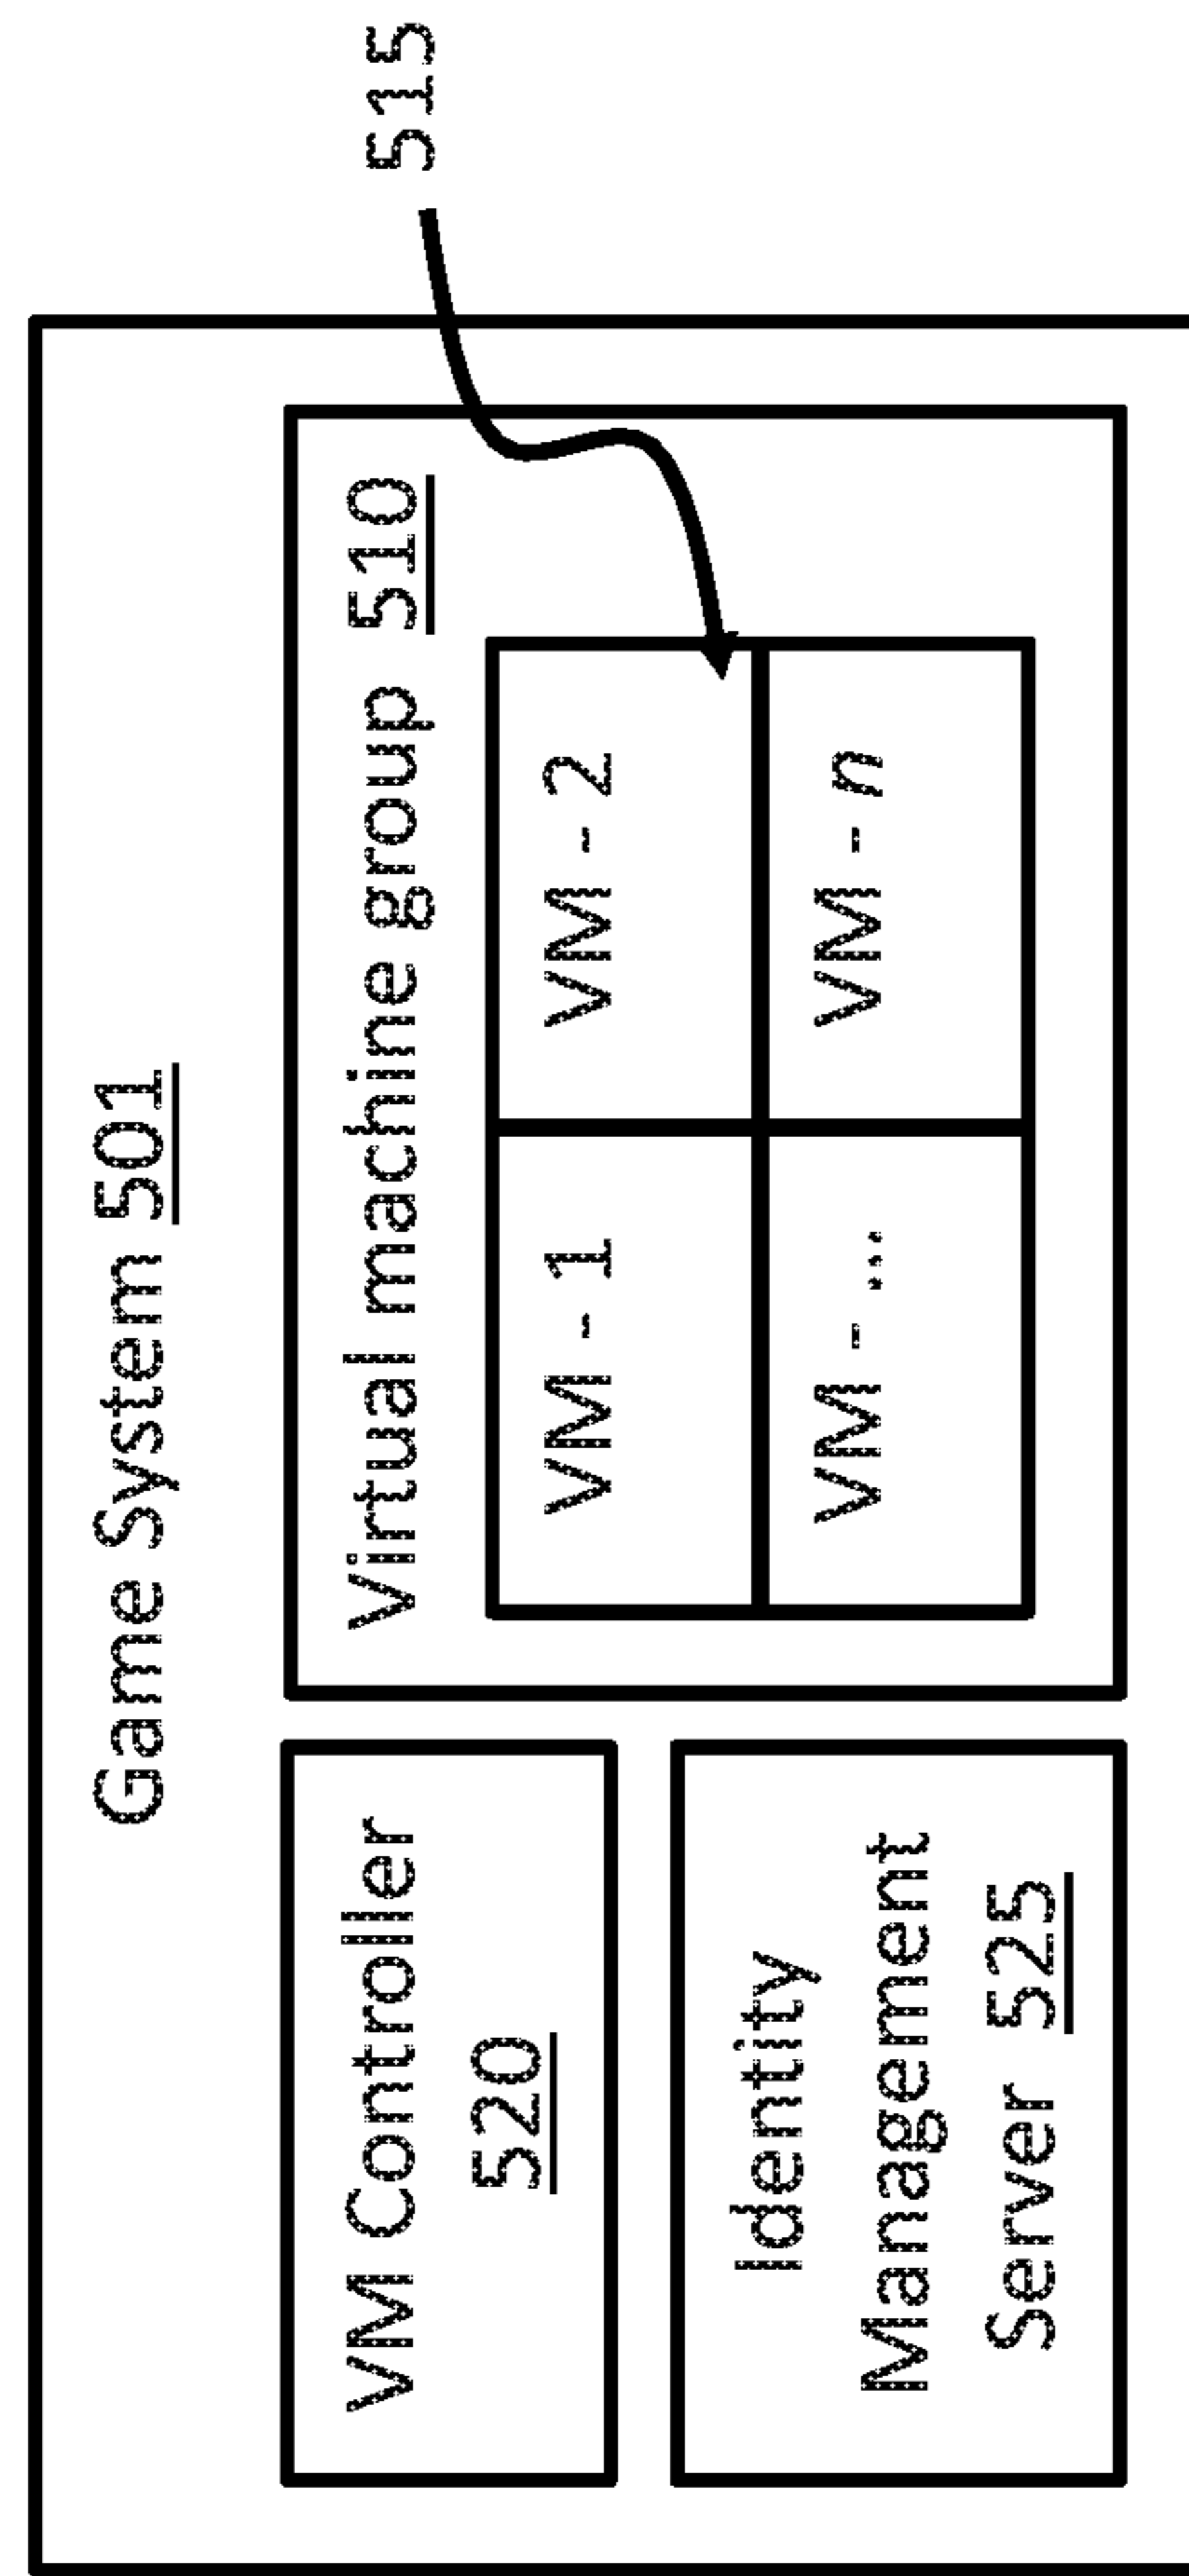 Game System 501
VM Controller
520
Identity
Management
Server 525
Virtual machine group 510
VM - 1
VM - 2
VM - ...
VM - n
515